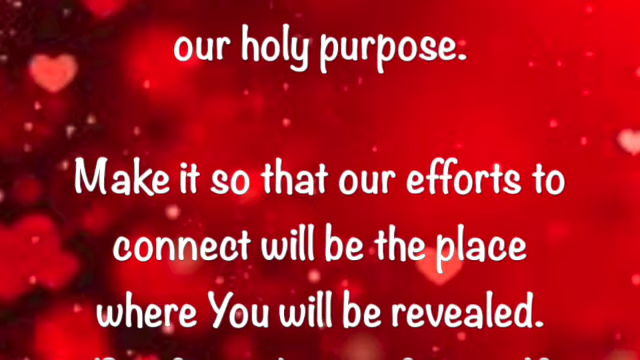 our holy purpose.
Make it so that our efforts to
connect will be the place
where You will be revealed.